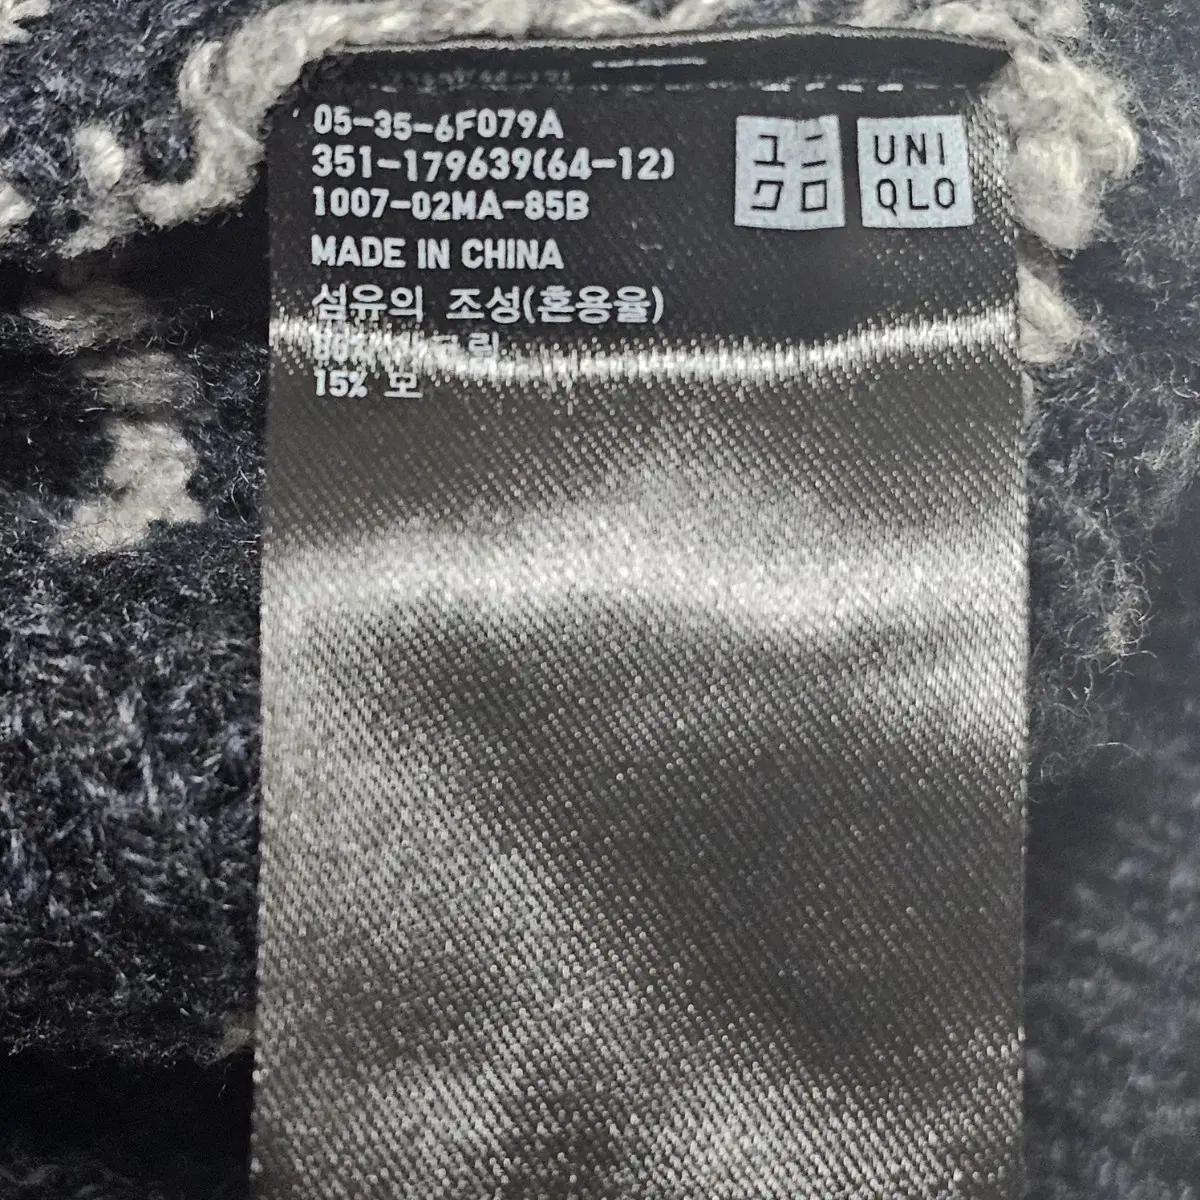 05-35-6F079A
351-179639(64-12)
1007-02MA-85B
MADE IN CHINA
섬유의 조성(혼용율)
15% 모
ユニ
クロ
UNI
QLO